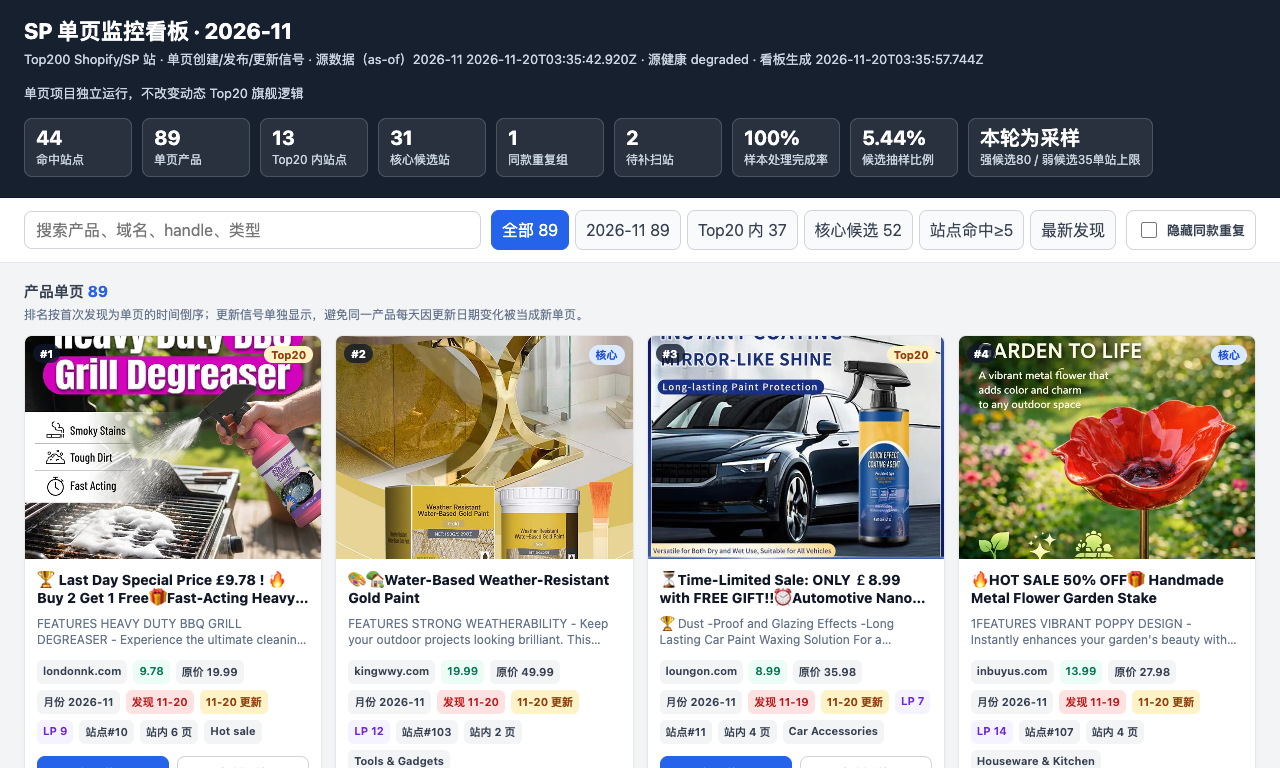 SP 单页监控看板 · 2026-11
Top200 Shopify/SP 站 · 单页创建/发布/更新信号 · 源数据（as-of）2026-11 2026-11-20T03:35:42.920Z · 源健康 degraded · 看板生成 2026-11-20T03:35:57.744Z
单页项目独立运行，不改变动态 Top20 旗舰逻辑
44
命中站点
89
单页产品
13
Top20 内站点
31
核心候选站
1
同款重复组
2
待补扫站
100%
样本处理完成率
5.44%
候选抽样比例
本轮为采样
强候选80 / 弱候选35单站上限
搜索产品、域名、handle、类型
全部 89
2026-11 89
Top20 内 37
核心候选 52
站点命中≥5
最新发现
隐藏同款重复
产品单页 89
排名按首次发现为单页的时间倒序；更新信号单独显示，避免同一产品每天因更新日期变化被当成新单页。
#1
Top20
Heavy Duty BBQ
Grill Degreaser
Smoky Stains
Tough Dirt
Fast Acting
🏆 Last Day Special Price £9.78 ! 🔥
Buy 2 Get 1 Free🎁Fast-Acting Heavy...
FEATURES HEAVY DUTY BBQ GRILL
DEGREASER - Experience the ultimate cleanin...
londonnk.com
9.78
原价 19.99
月份 2026-11
发现 11-20
11-20 更新
LP 9
站点#10
站内 6 页
Hot sale
#2
核心
Weather Resistant
Water-Based Gold Paint
Weather Resistant
Water-Based Gold Paint
🎨🏡Water-Based Weather-Resistant
Gold Paint
FEATURES STRONG WEATHERABILITY - Keep
your outdoor projects looking brilliant. This...
kingwwy.com
19.99
原价 49.99
月份 2026-11
发现 11-20
11-20 更新
LP 12
站点#103
站内 2 页
Tools & Gadgets
#3
Top20
INSTANT COATING
MIRROR-LIKE SHINE
Long-lasting Paint Protection
QUICK EFFECT
COATING AGENT
Versatile for Both Dry and Wet Use, Suitable for All Vehicles
⏳Time-Limited Sale: ONLY ￡8.99
with FREE GIFT!!⏰Automotive Nano...
🏆 Dust -Proof and Glazing Effects -Long
Lasting Car Paint Waxing Solution For a...
loungon.com
8.99
原价 35.98
月份 2026-11
发现 11-19
11-20 更新
LP 7
站点#11
站内 4 页
Car Accessories
#4
核心
ARDEN TO LIFE
A vibrant metal flower that
adds color and charm
to any outdoor space
🔥HOT SALE 50% OFF🎁 Handmade
Metal Flower Garden Stake
1FEATURES VIBRANT POPPY DESIGN -
Instantly enhances your garden's beauty with...
inbuyus.com
13.99
原价 27.98
月份 2026-11
发现 11-19
11-20 更新
LP 14
站点#107
站内 4 页
Houseware & Kitchen